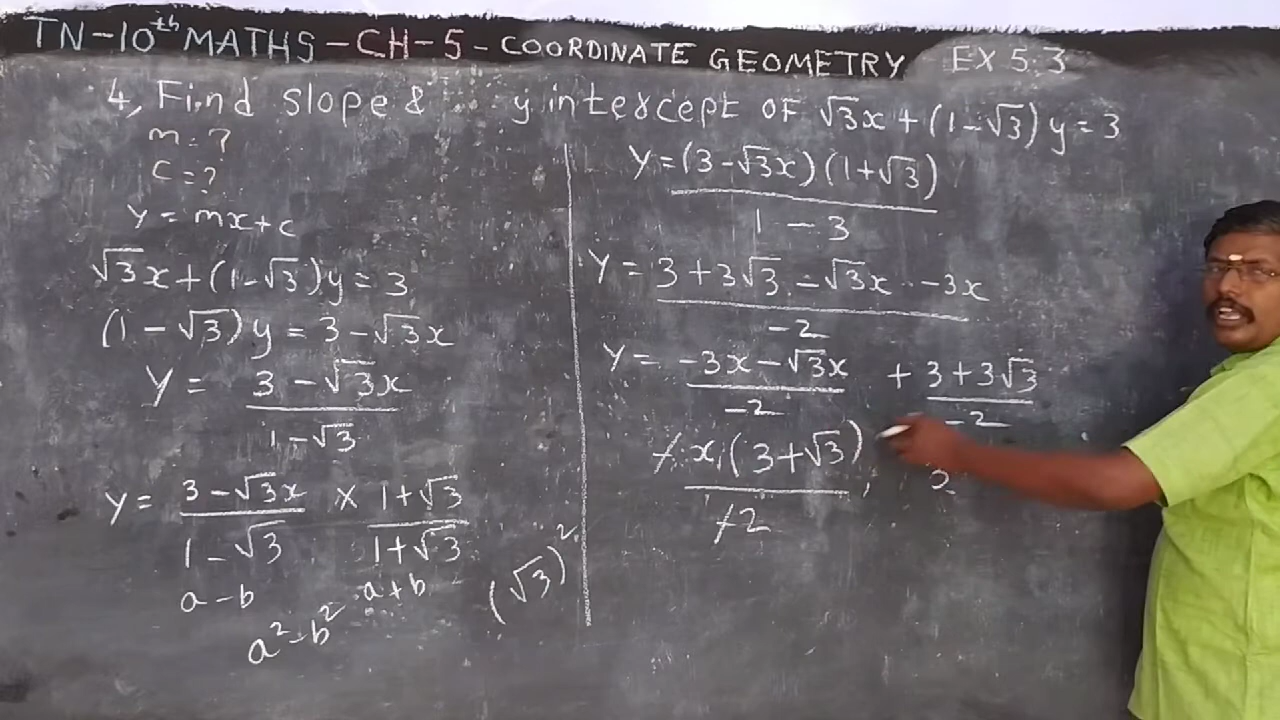 TN-10th MATHS-CH-5-COORDINATE GEOMETRY EX 5.3
4, Find slope & y intercept OF √3x+(1-√3)y=3
m=?
c=?
y=mx+c
√3x+(1-√3)y=3
(1-√3)y=3-√3x
Y= 3-√3x
1-√3
Y= 3-√3x × 1+√3
1-√3 1+√3
a-b a+b
a²-b²
(√3)²
Y=(3-√3x)(1+√3)
1-3
Y=3+3√3-√3x-3x
-2
Y= -3x-√3x + 3+3√3
-2 -2
-x(3+√3)
-2